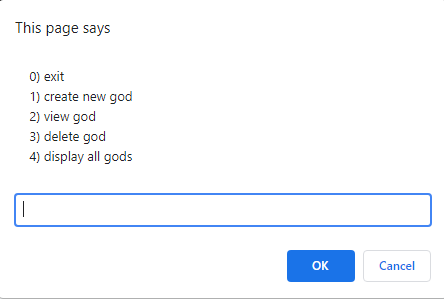 This page says
0) exit
1) create new god
2) view god
3) delete god
4) display all gods
OK Cancel